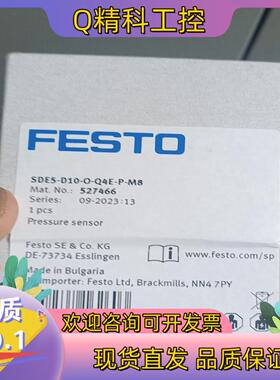 Q精科工控
FESTO
SDE5-D10-O-Q4E-P-M8
Mat. No.: 527466
Series: 09-2023:13
1 pcs
Pressure sensor
Festo SE & Co. KG
DE-73734 Esslingen
www.festo.com/sp
Made in Bulgaria
Importer: Festo Ltd, Brackmills, NN4 7PY
质
O.1
欢迎咨询可开发票
现货直发 品质保证